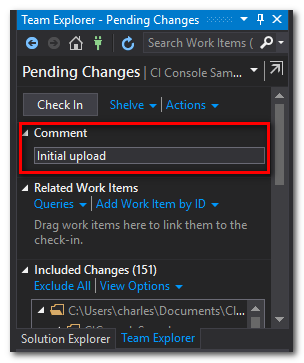 Team Explorer - Pending Changes
Search Work Items (
Pending Changes | CI Console Sam...
Check In Shelve Actions
Comment
Initial upload
Related Work Items
Queries Add Work Item by ID
Drag work items here to link them to the
check-in.
Included Changes (151)
Exclude All View Options
C:\Users\charles\Documents\CI...
Solution Explorer Team Explorer